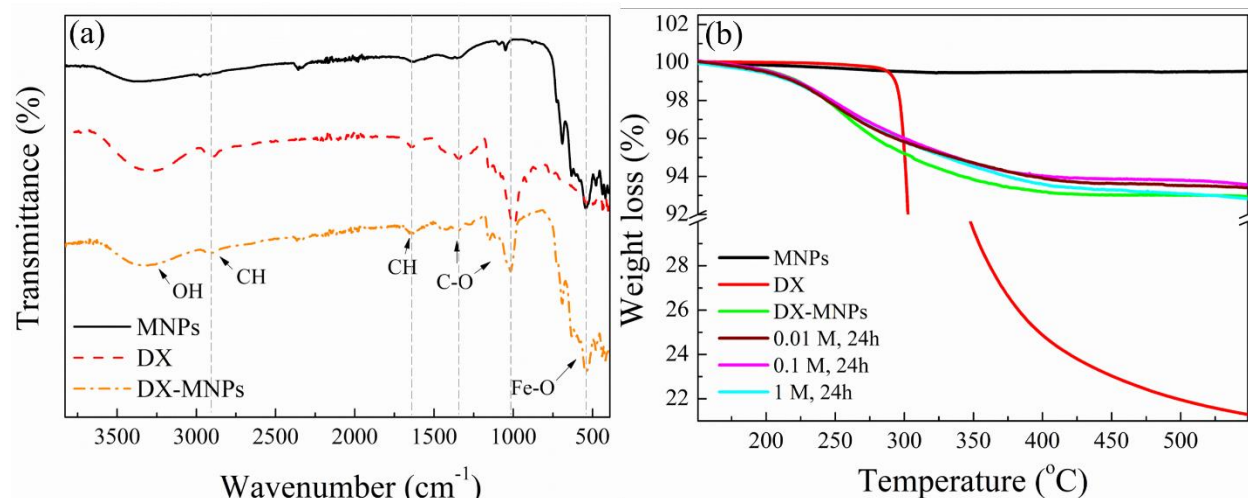 (a)
Transmittance (%)
OH
CH
CH
C-O
Fe-O
MNPs
DX
DX-MNPs
3500 3000 2500 2000 1500 1000 500
Wavenumber (cm⁻¹)
(b)
Weight loss (%)
102
100
98
96
94
92
28
26
24
22
MNPs
DX
DX-MNPs
0.01 M, 24h
0.1 M, 24h
1 M, 24h
200 250 300 350 400 450 500
Temperature (°C)